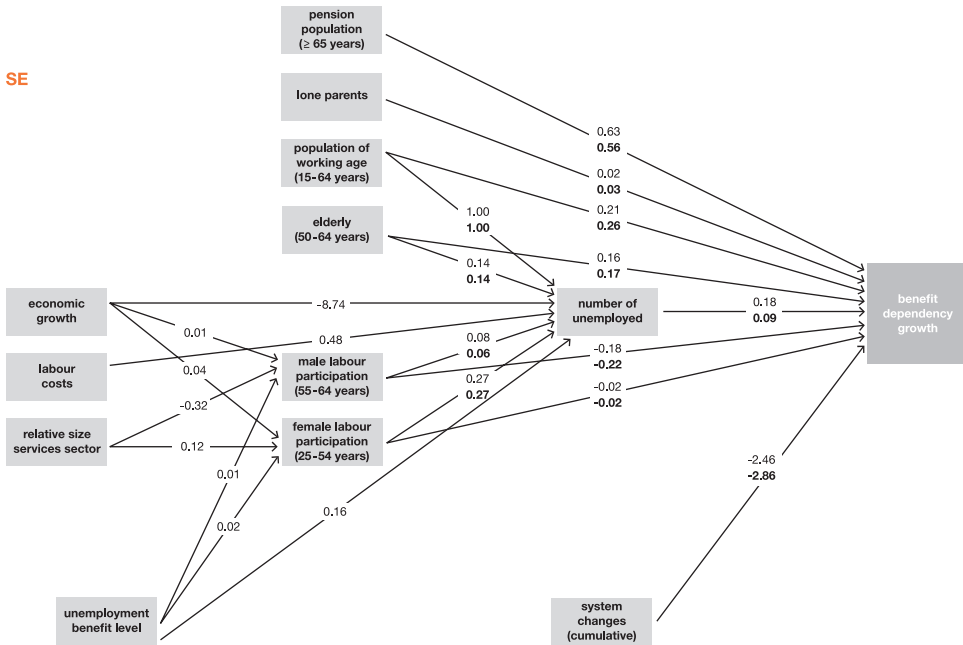 pension
population
(≥ 65 years)
SE
lone parents
0.63
0.56
population of
working age
(15-64 years)
0.02
0.03
elderly
(50-64 years)
1.00
1.00
0.21
0.26
0.14
0.14
0.16
0.17
economic
growth
-8.74
number of
unemployed
0.18
0.09
benefit
dependency
growth
0.01
0.48
0.08
0.06
-0.18
-0.22
labour
costs
0.04
male labour
participation
(55-64 years)
0.27
0.27
-0.02
-0.02
-0.32
relative size
services sector
0.12
female labour
participation
(25-54 years)
0.01
-2.46
-2.86
0.02
0.16
unemployment
benefit level
system
changes
(cumulative)